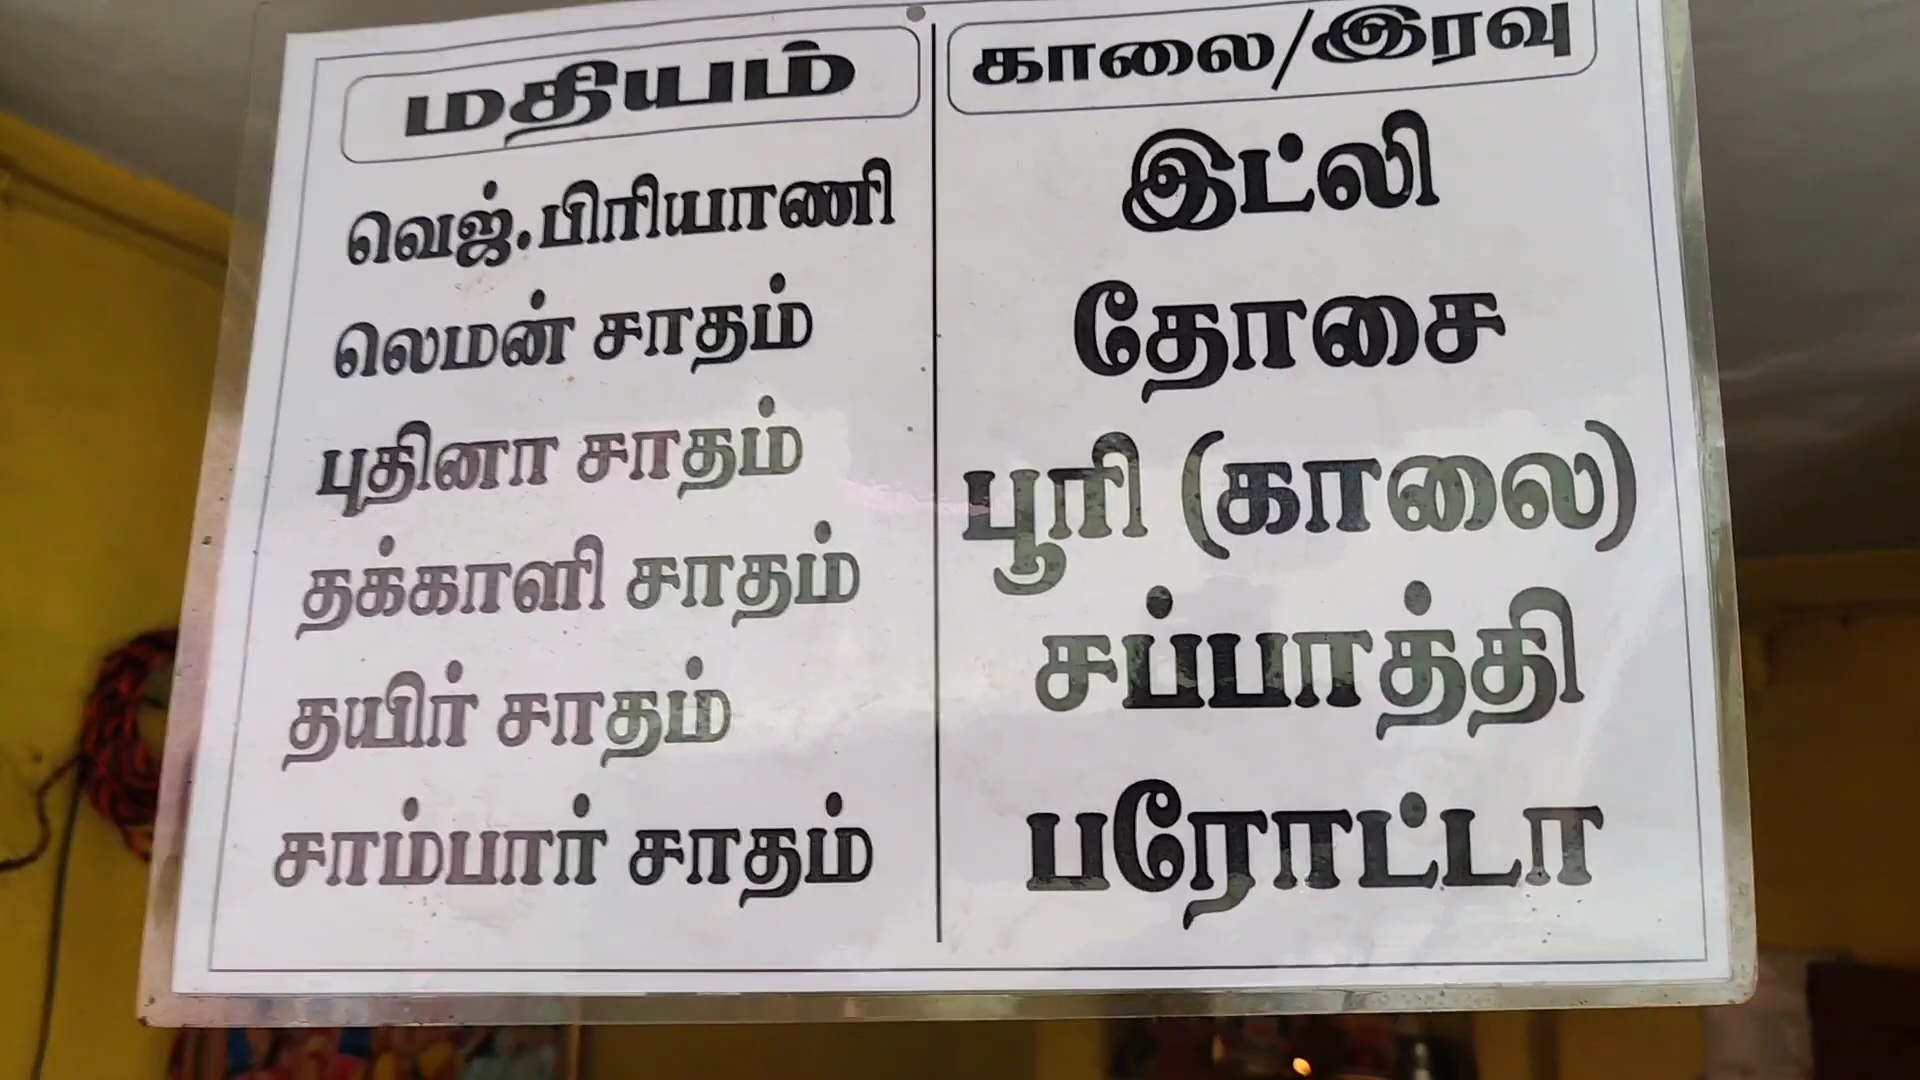 மதியம்
வெஜ்.பிரியாணி
லெமன் சாதம்
புதினா சாதம்
தக்காளி சாதம்
தயிர் சாதம்
சாம்பார் சாதம்
காலை/இரவு
இட்லி
தோசை
பூரி (காலை)
சப்பாத்தி
பரோட்டா